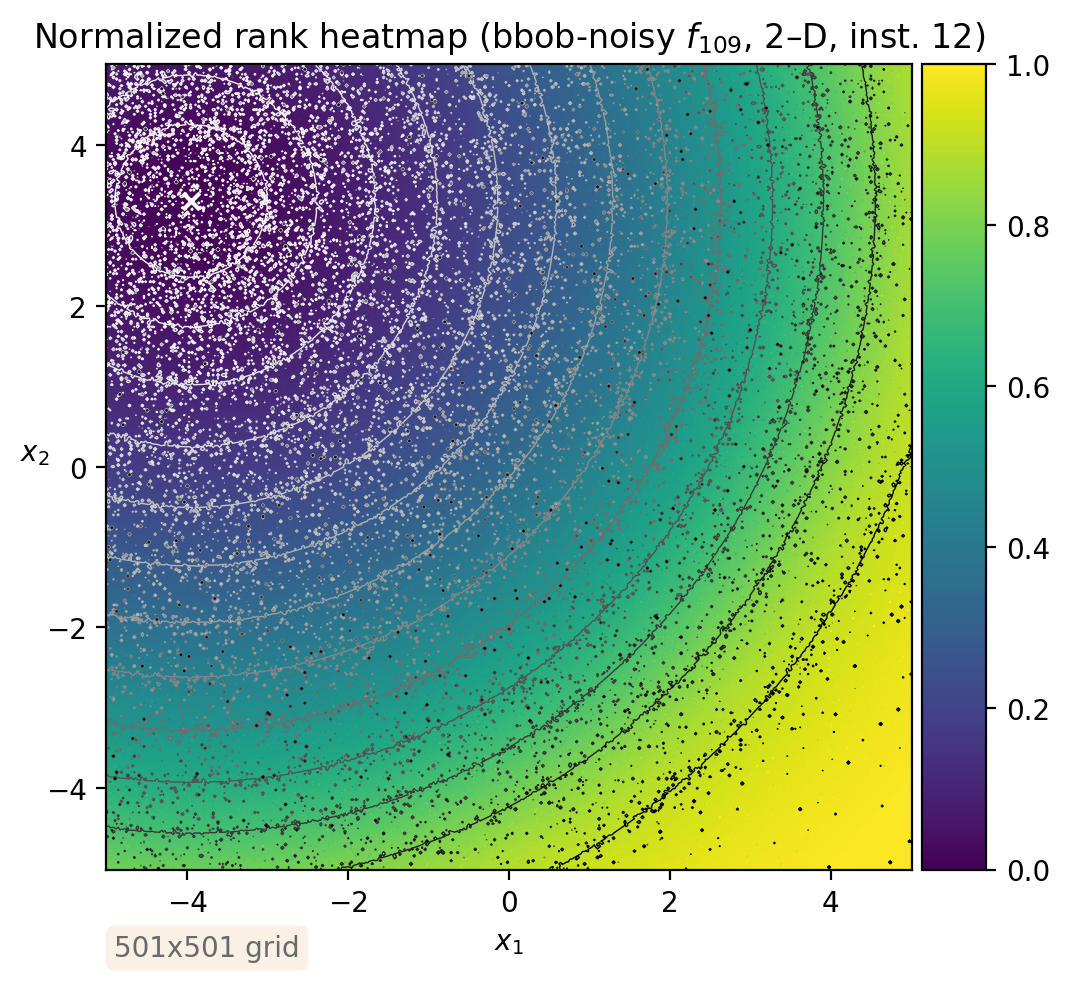 Normalized rank heatmap (bbob-noisy f₁₀₉, 2–D, inst. 12)
1.0
0.8
0.6
0.4
0.2
0.0
4
2
0
−2
−4
x₂
−4 −2 0 2 4
x₁
501x501 grid